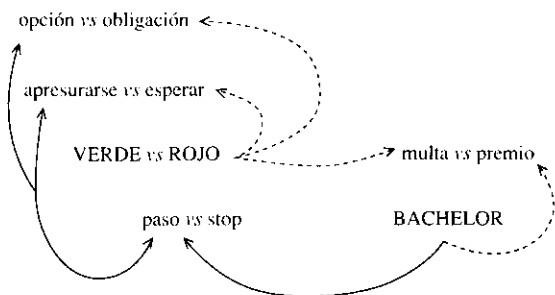 opción vs obligación
apresurarse vs esperar
VERDE vs ROJO
multa vs premio
paso vs stop
BACHELOR